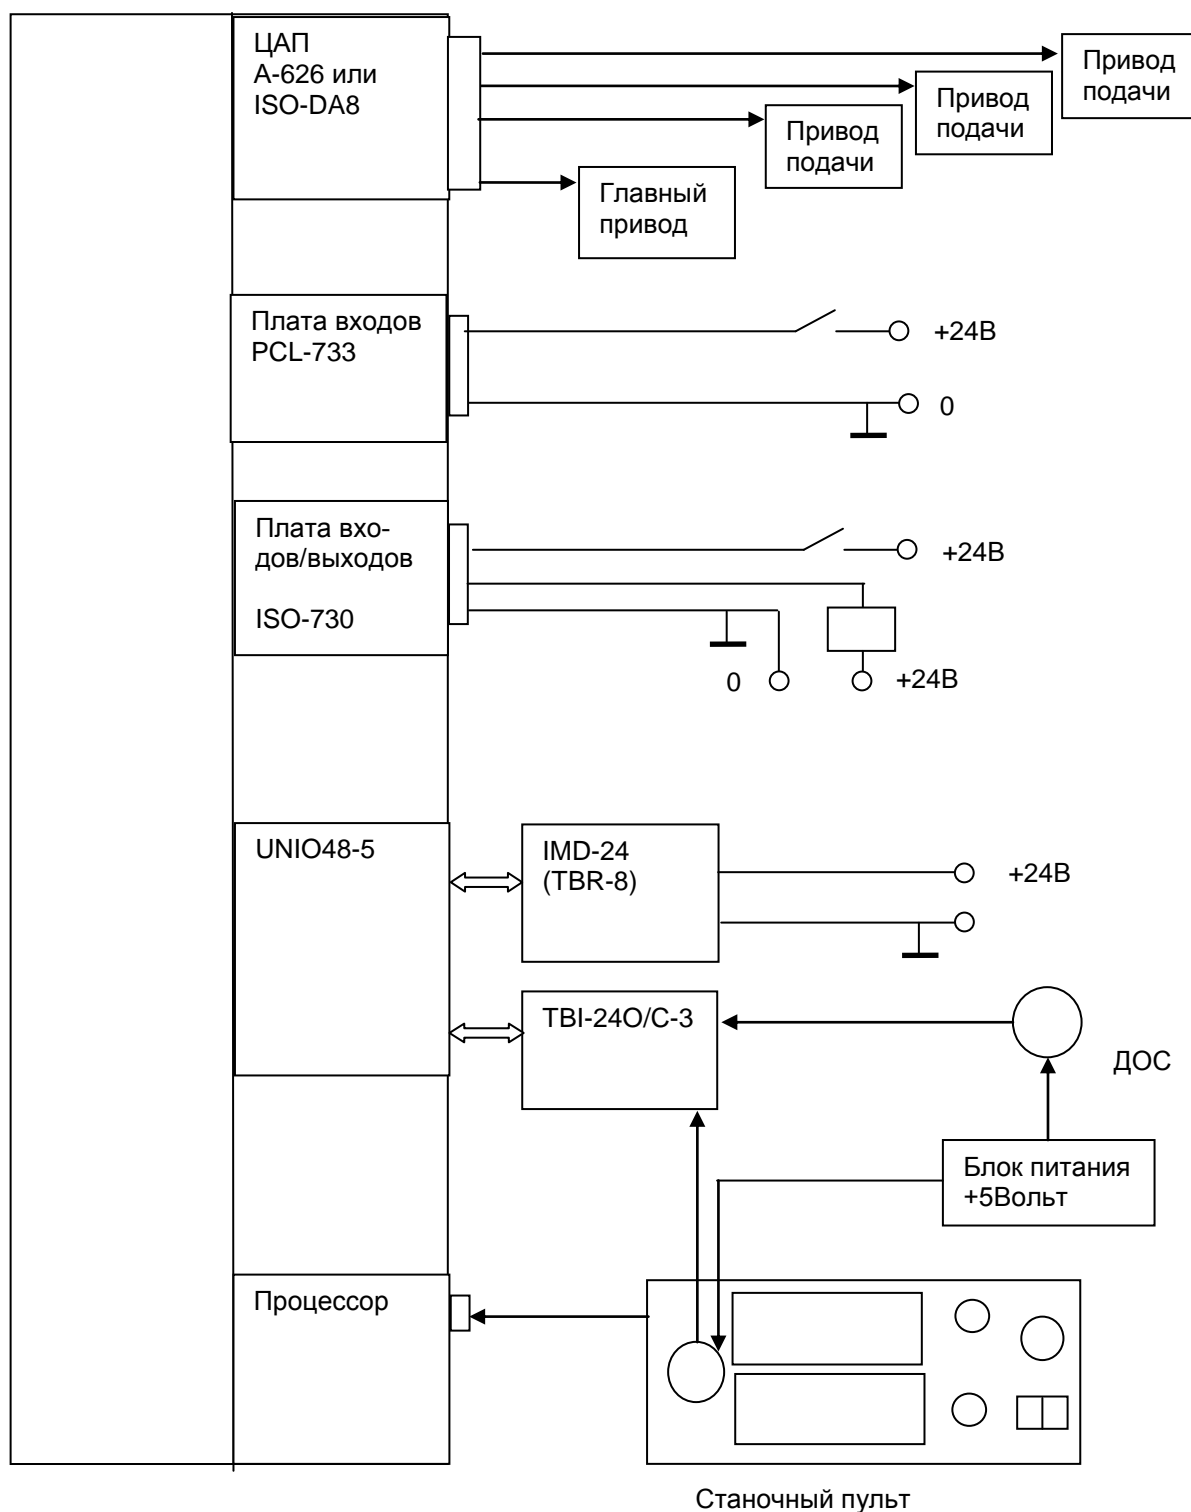 ЦАП
А-626 или
ISO-DA8
Привод
подачи
Привод
подачи
Привод
подачи
Главный
привод
Плата входов
PCL-733
+24В
0
Плата вхо-
дов/выходов
ISO-730
+24В
0
+24В
UNIO48-5
IMD-24
(TBR-8)
+24В
TBI-24O/C-3
ДОС
Блок питания
+5Вольт
Процессор
Станочный пульт